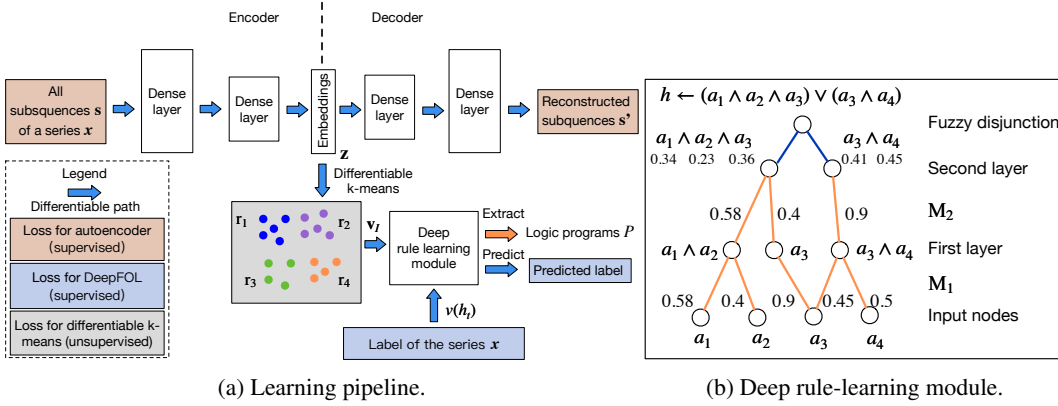 Encoder
Decoder
All
subsquences s
of a series x
Dense
layer
Dense
layer
Embeddings
Dense
layer
Dense
layer
Reconstructed
subquences s'
z
Differentiable
k-means
Legend
Differentiable path
Loss for autoencoder
(supervised)
Loss for DeepFOL
(supervised)
Loss for differentiable k-
means (unsupervised)
r₁
r₂
r₃
r₄
v_I
Deep
rule learning
module
Extract
Logic programs P
Predict
Predicted label
v(h_t)
Label of the series x
(a) Learning pipeline.
h ← (a₁ ∧ a₂ ∧ a₃) ∨ (a₃ ∧ a₄)
Fuzzy disjunction
a₁ ∧ a₂ ∧ a₃
0.34 0.23 0.36
a₃ ∧ a₄
0.41 0.45
Second layer
0.58
0.4
0.9
M₂
a₁ ∧ a₂
a₃
a₃ ∧ a₄
First layer
0.58
0.4
0.9
0.45
0.5
M₁
Input nodes
a₁
a₂
a₃
a₄
(b) Deep rule-learning module.